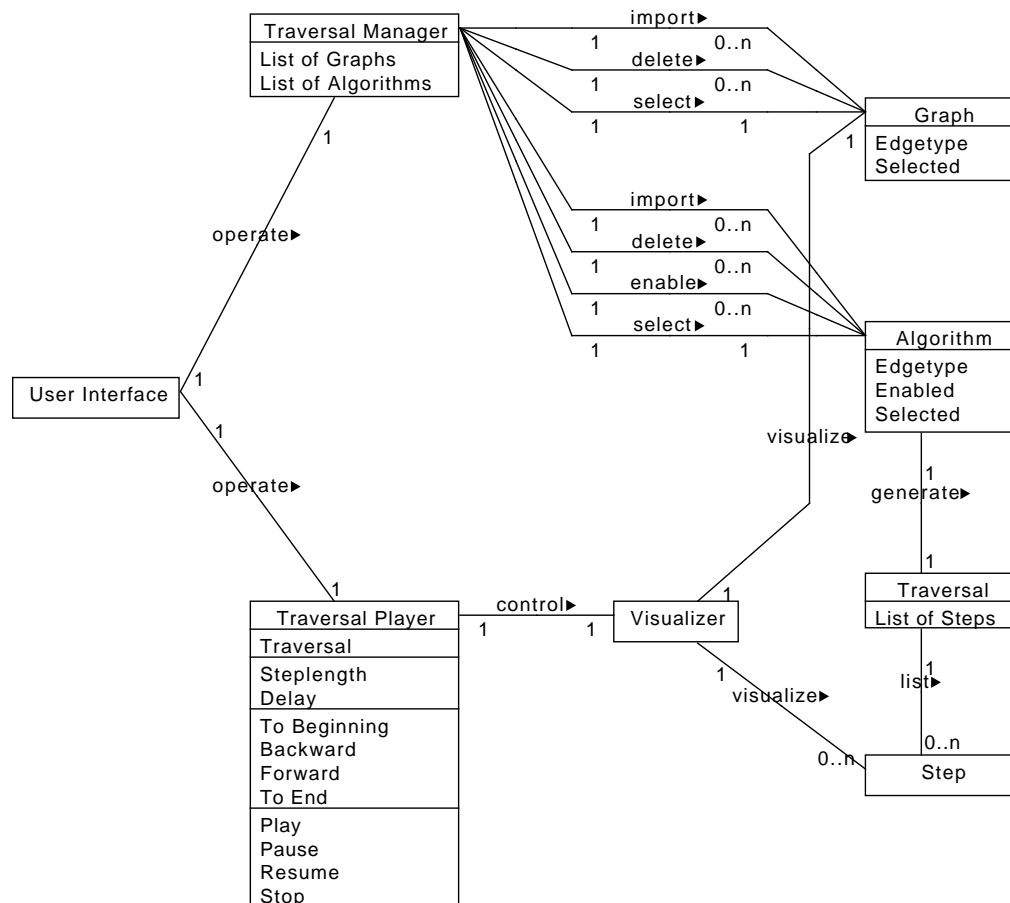 Traversal Manager
List of Graphs
List of Algorithms
import▶
1
0..n
delete▶
1
0..n
select▶
1
1
Graph
Edgetype
Selected
1
1
operate▶
import▶
1
0..n
delete▶
1
0..n
enable▶
1
0..n
select▶
1
1
Algorithm
Edgetype
Enabled
Selected
User Interface
1
1
operate▶
1
visualize▶
1
generate▶
1
Traversal
List of Steps
1
list▶
0..n
Step
Traversal Player
Traversal
Steplength
Delay
To Beginning
Backward
Forward
To End
Play
Pause
Resume
Stop
control▶
1
1
Visualizer
1
1
visualize▶
0..n